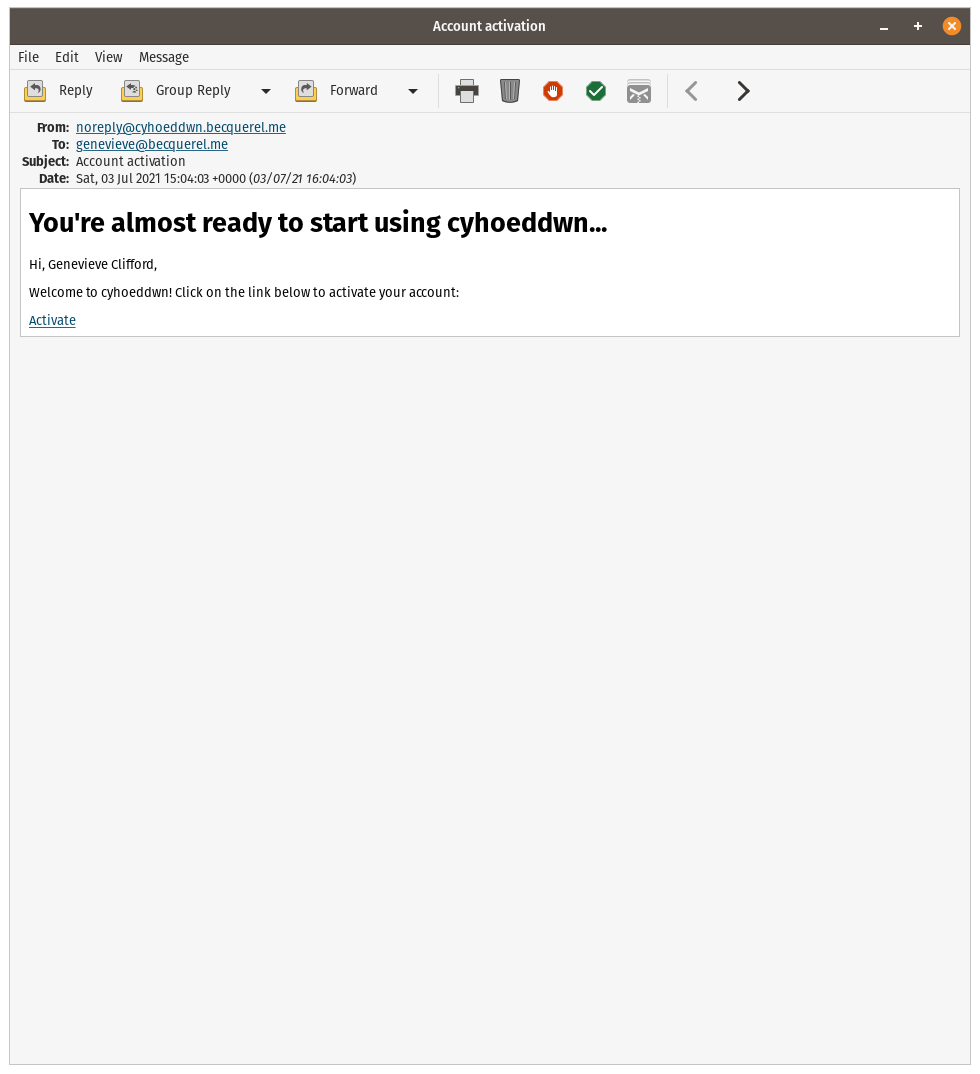 Account activation
File Edit View Message
Reply Group Reply Forward
From: noreply@cyhoeddwn.becquerel.me
To: genevieve@becquerel.me
Subject: Account activation
Date: Sat, 03 Jul 2021 15:04:03 +0000 (03/07/21 16:04:03)
You're almost ready to start using cyhoeddwn...
Hi, Genevieve Clifford,
Welcome to cyhoeddwn! Click on the link below to activate your account:
Activate